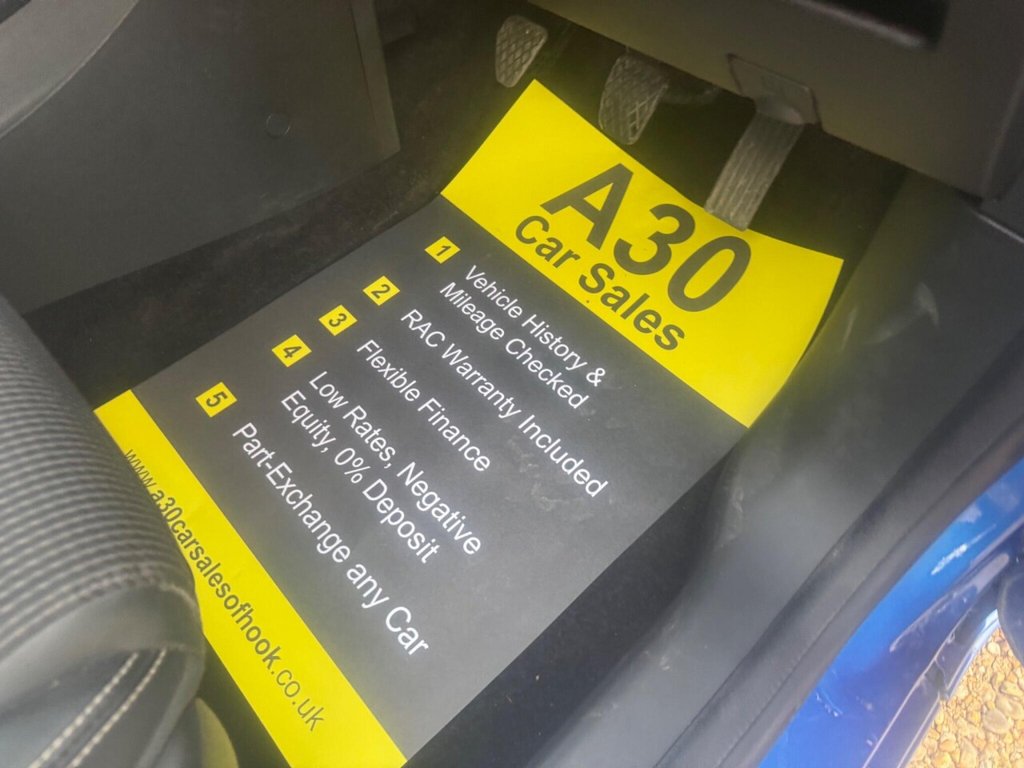 A30
Car Sales
1 Vehicle History &
Mileage Checked
2 RAC Warranty Included
3 Flexible Finance
4 Low Rates, Negative
Equity, 0% Deposit
5 Part-Exchange any Car
www.a30carsalesofhook.co.uk